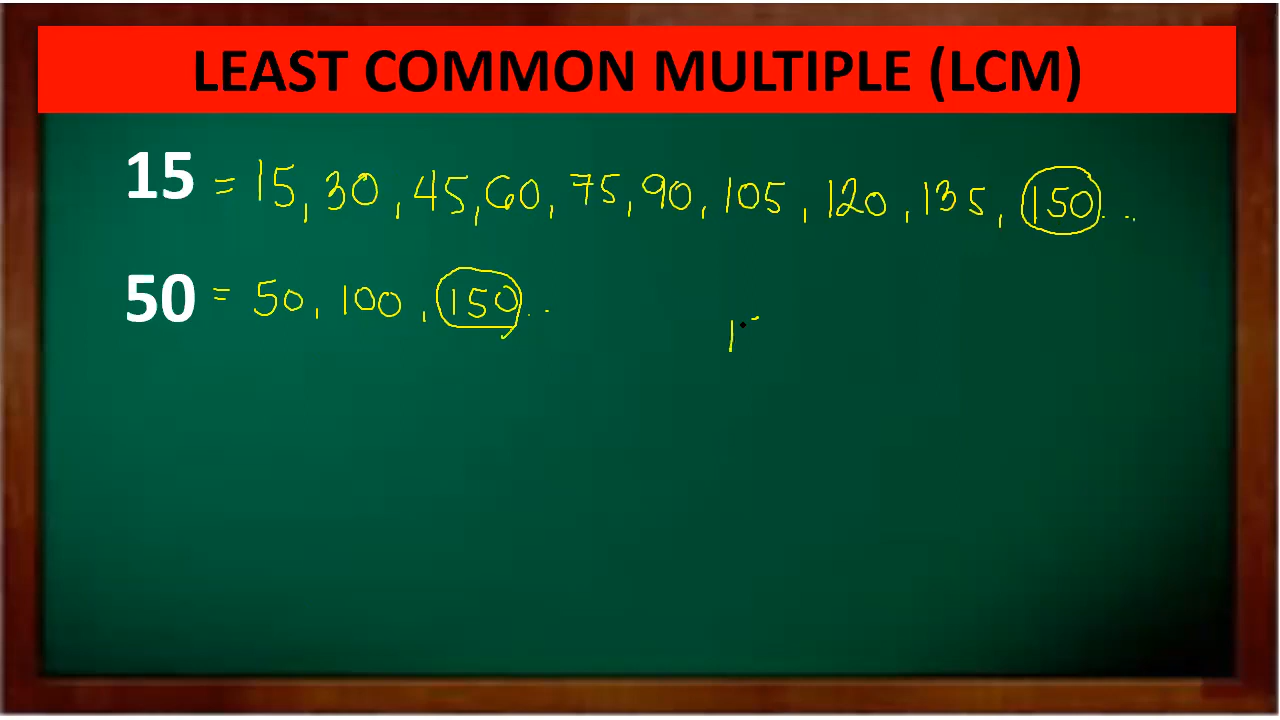 LEAST COMMON MULTIPLE (LCM)
15 = 15, 30, 45, 60, 75, 90, 105, 120, 135, 150...
50 = 50, 100, 150...